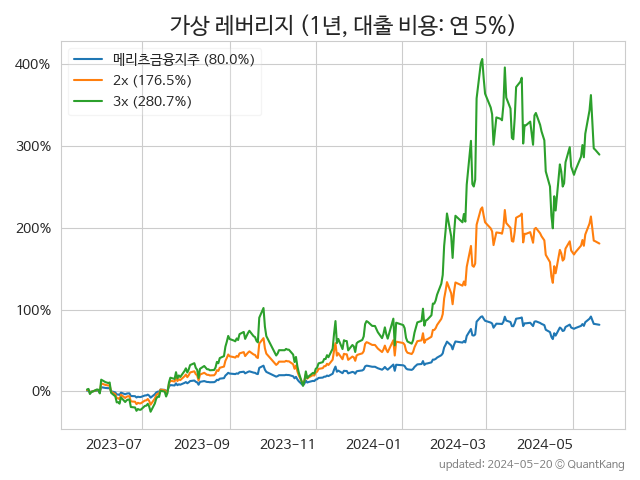 가상 레버리지 (1년, 대출 비용: 연 5%)
메리츠금융지주 (80.0%)
2x (176.5%)
3x (280.7%)
400%
300%
200%
100%
0%
2023-07 2023-09 2023-11 2024-01 2024-03 2024-05
updated: 2024-05-20 © QuantKang